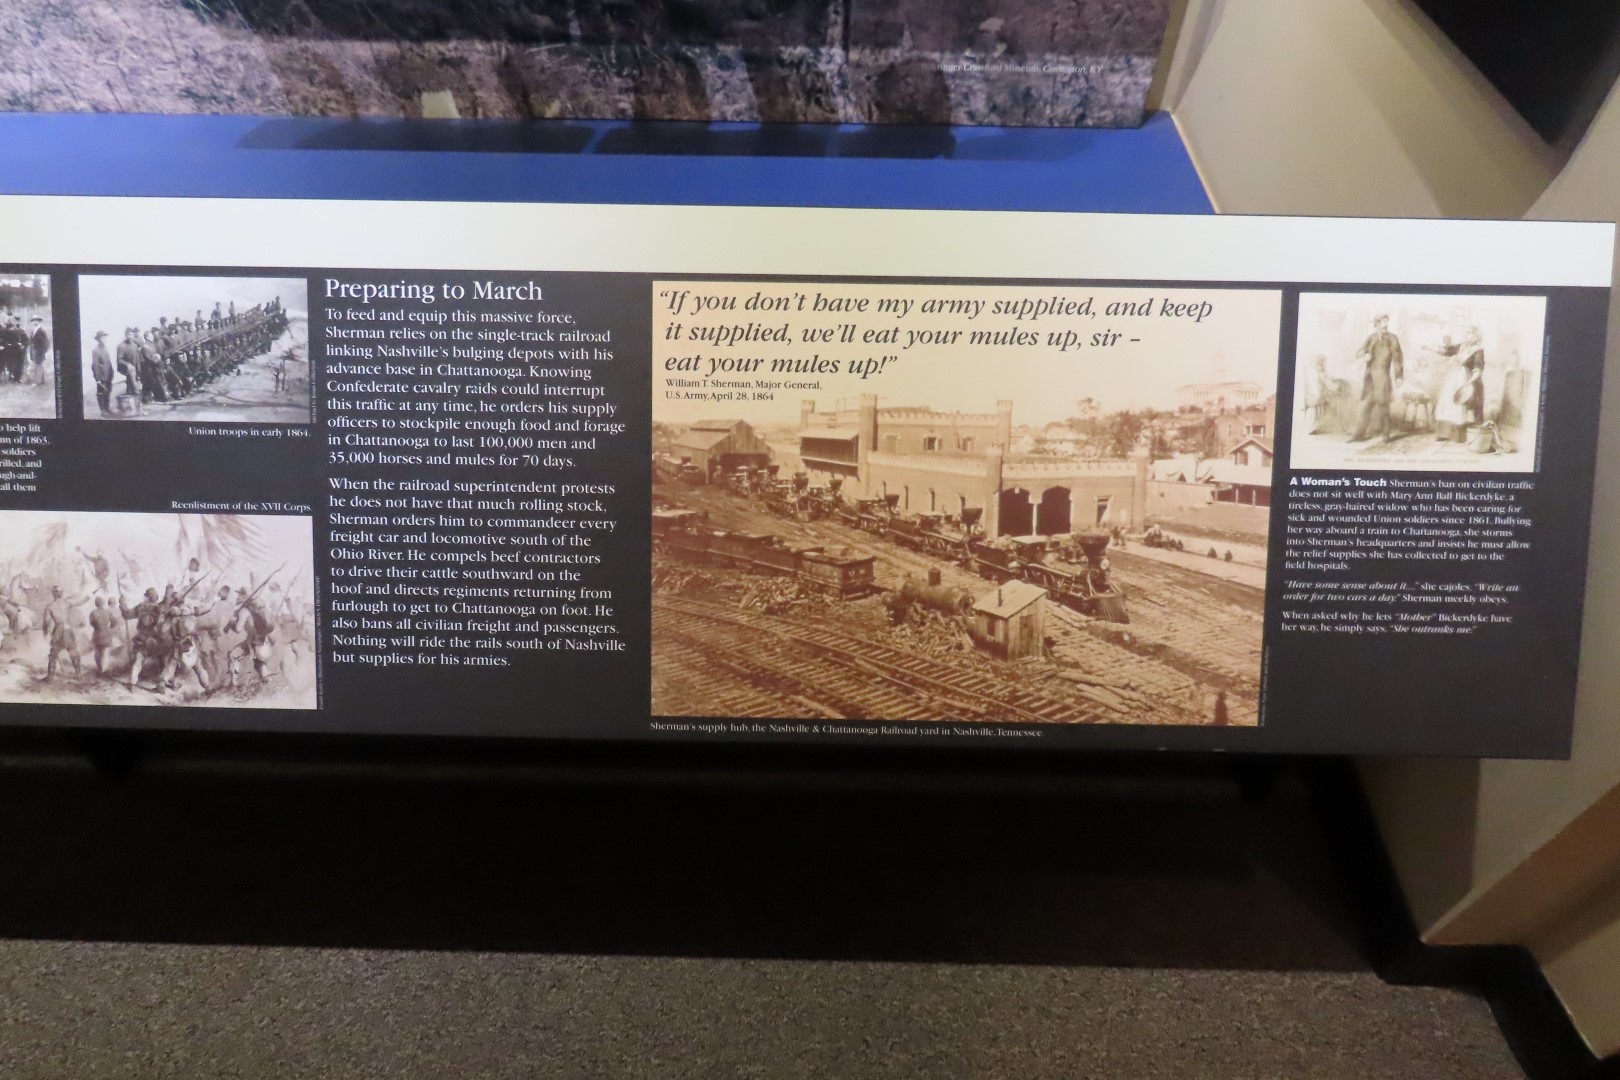 Behringer-Crawford Museum, Covington, KY
help lift
of 1863.
soldiers
and
all them
Union troops in early 1864.
Reenlistment of the XVII Corps.
Preparing to March
To feed and equip this massive force,
Sherman relies on the single-track railroad
linking Nashville's bulging depots with his
advance base in Chattanooga. Knowing
Confederate cavalry raids could interrupt
this traffic at any time, he orders his supply
officers to stockpile enough food and forage
in Chattanooga to last 100,000 men and
35,000 horses and mules for 70 days.
When the railroad superintendent protests
he does not have that much rolling stock,
Sherman orders him to commandeer every
freight car and locomotive south of the
Ohio River. He compels beef contractors
to drive their cattle southward on the
hoof and directs regiments returning from
furlough to get to Chattanooga on foot. He
also bans all civilian freight and passengers.
Nothing will ride the rails south of Nashville
but supplies for his armies.
"If you don't have my army supplied, and keep
it supplied, we'll eat your mules up, sir –
eat your mules up!"
William T. Sherman, Major General,
U.S. Army, April 28, 1864
Sherman's supply hub, the Nashville & Chattanooga Railroad yard in Nashville, Tennessee
A Woman's Touch Sherman's ban on civilian traffic
does not sit well with Mary Ann Ball Bickerdyke, a
tireless, gray-haired widow who has been caring for
sick and wounded Union soldiers since 1861. Bullying
her way aboard a train to Chattanooga, she storms
into Sherman's headquarters and insists he must allow
the relief supplies she has collected to get to the
field hospitals.
"Have some sense about it..." she cajoles. "Write an
order for two cars a day." Sherman meekly obeys.
When asked why he lets "Mother" Bickerdyke have
her way, he simply says, "She outranks me."